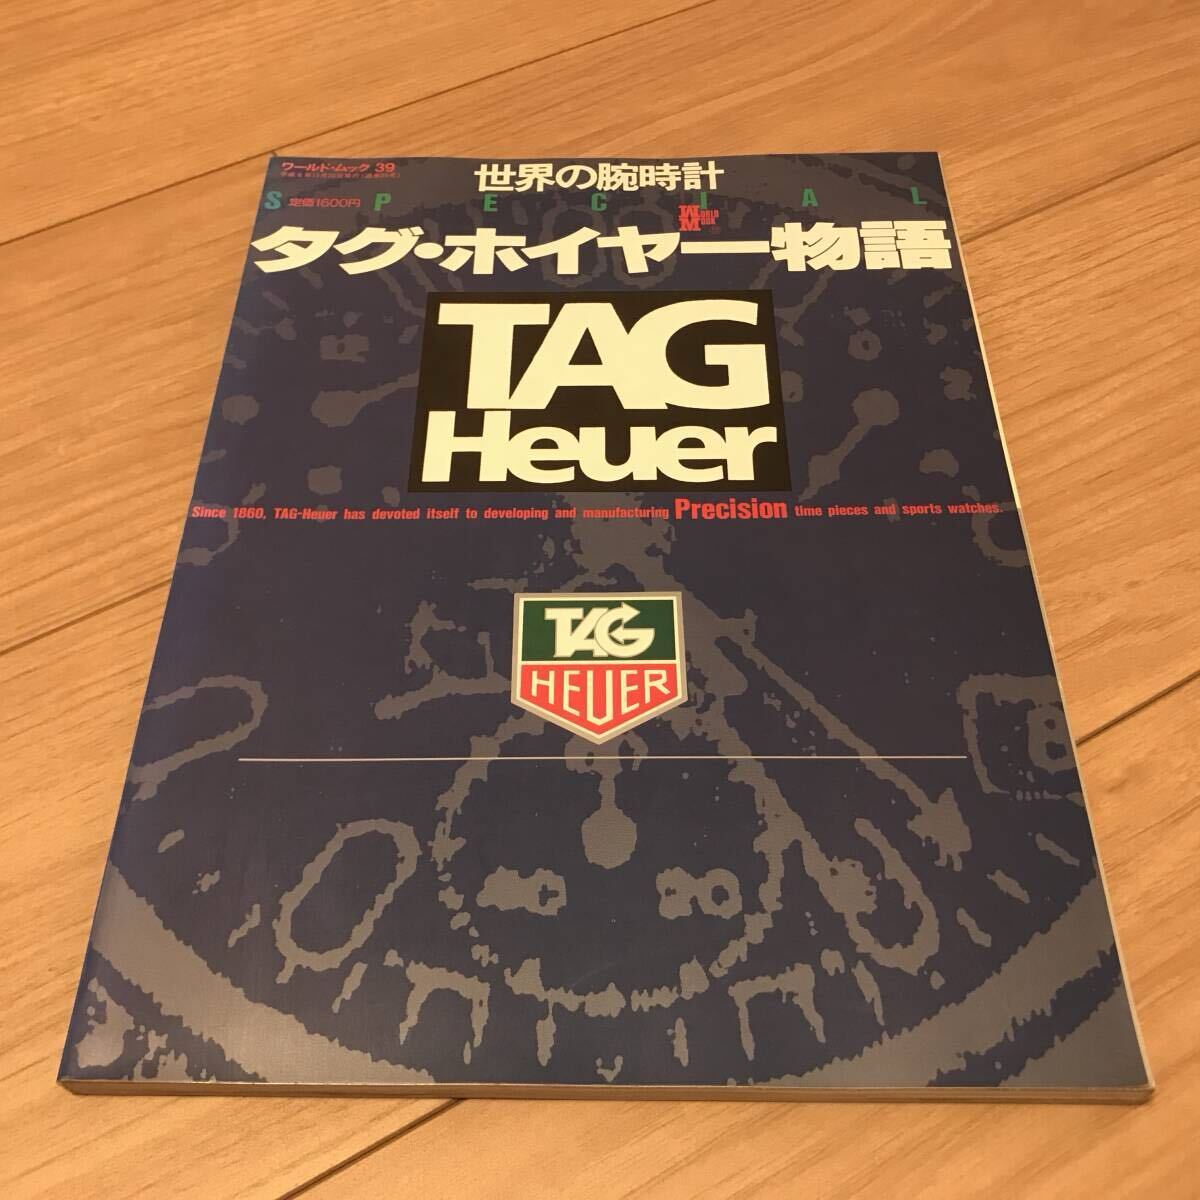 ワールド・ムック 39
世界の腕時計
SPECIAL
定価1600円
WORLD
MOOK
タグ・ホイヤー物語
TAG
Heuer
Since 1860, TAG-Heuer has devoted itself to developing and manufacturing Precision time pieces and sports watches.
TAG
HEUER